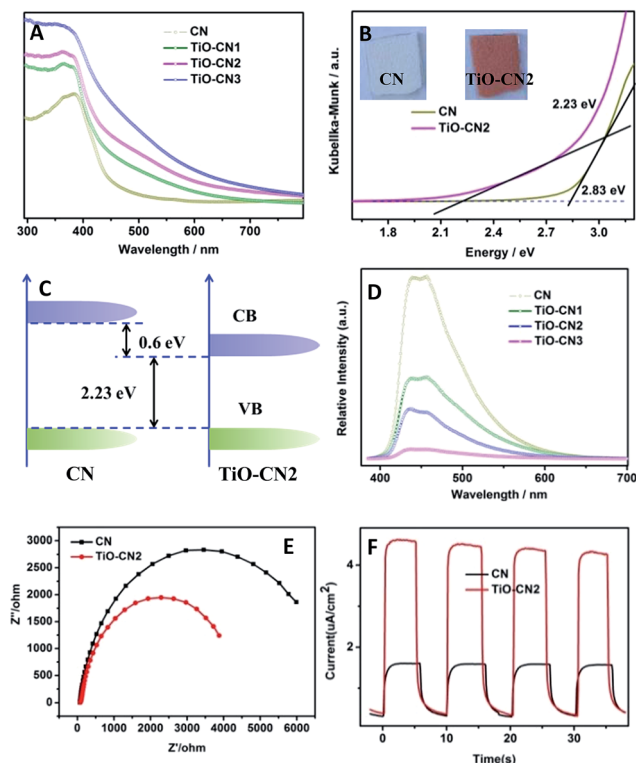 A
CN
TiO-CN1
TiO-CN2
TiO-CN3
300 400 500 600 700
Wavelength / nm
B
CN
TiO-CN2
Kubellka-Munk / a.u.
CN
TiO-CN2
2.23 eV
2.83 eV
1.8 2.1 2.4 2.7 3.0
Energy / eV
C
CB
0.6 eV
2.23 eV
VB
CN
TiO-CN2
D
CN
TiO-CN1
TiO-CN2
TiO-CN3
Relative Intensity (a.u.)
400 500 600 700
Wavelength / nm
E
CN
TiO-CN2
Z''/ohm
3000
2500
2000
1500
1000
500
0
0 1000 2000 3000 4000 5000 6000
Z'/ohm
F
CN
TiO-CN2
Current(uA/cm²)
4
2
0 10 20 30
Time(s)